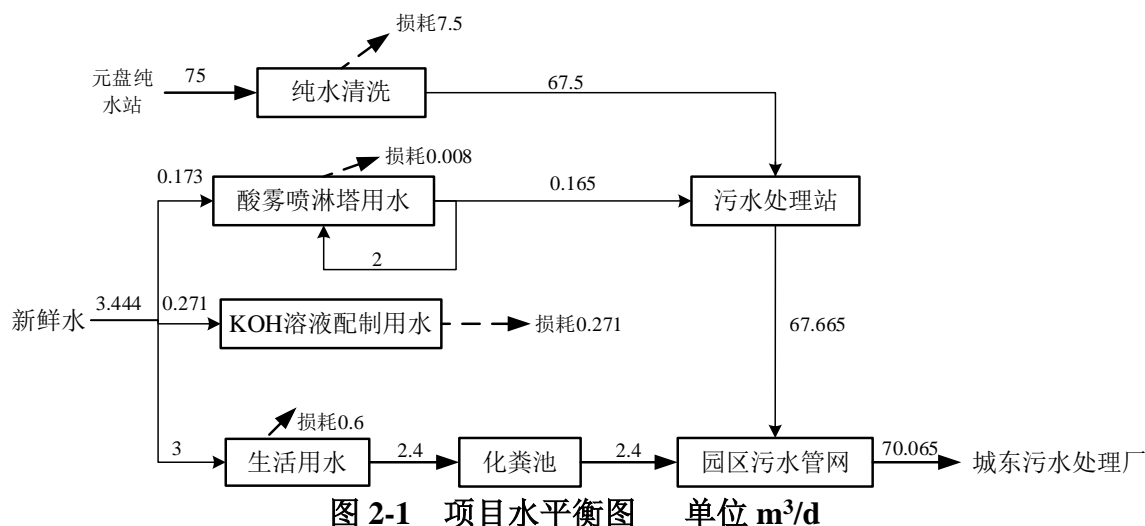 损耗7.5
元盘纯
水站
75
纯水清洗
67.5
损耗0.008
0.173
酸雾喷淋塔用水
0.165
污水处理站
2
新鲜水
3.444
0.271
KOH溶液配制用水
损耗0.271
67.665
损耗0.6
3
生活用水
2.4
化粪池
2.4
园区污水管网
70.065
城东污水处理厂
图 2-1 项目水平衡图 单位 m³/d